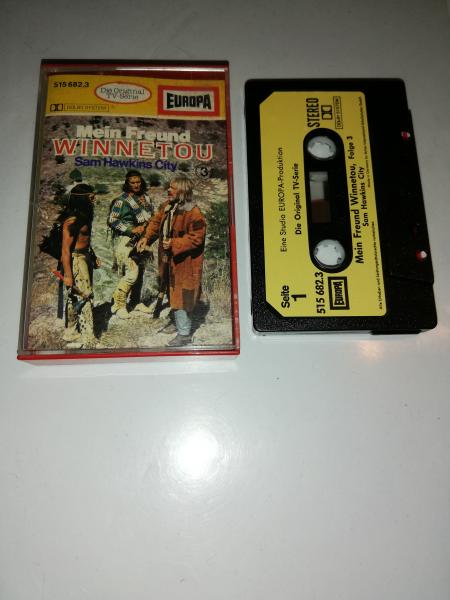 515 682.3
Die Original
TV-Serie
DOLBY SYSTEM
EUROPA
Mein Freund
WINNETOU
Sam Hawkins City
3
Seite
1
515 682.3
EUROPA
Eine Studio EUROPA-Produktion
Die Original TV-Serie
STEREO
DOLBY SYSTEM
Mein Freund Winnetou, Folge 3
Sam Hawkins City